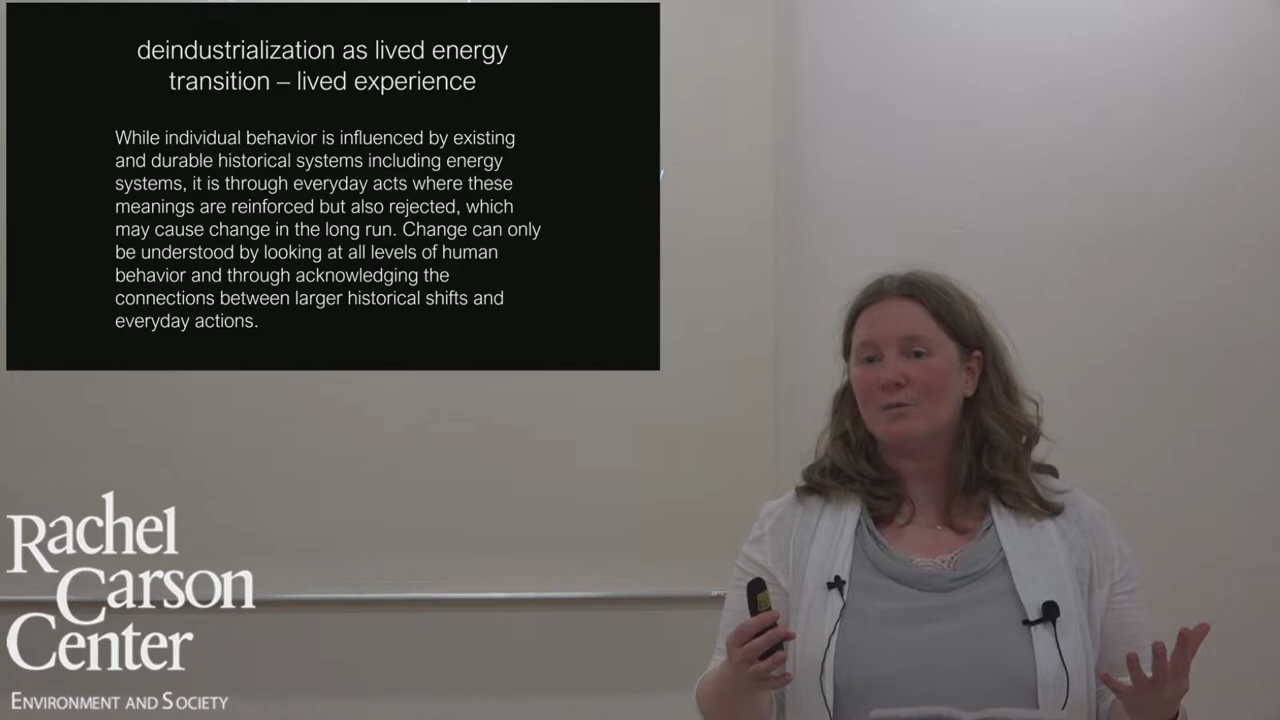 deindustrialization as lived energy
transition – lived experience
While individual behavior is influenced by existing
and durable historical systems including energy
systems, it is through everyday acts where these
meanings are reinforced but also rejected, which
may cause change in the long run. Change can only
be understood by looking at all levels of human
behavior and through acknowledging the
connections between larger historical shifts and
everyday actions.
Rachel
Carson
Center
ENVIRONMENT AND SOCIETY